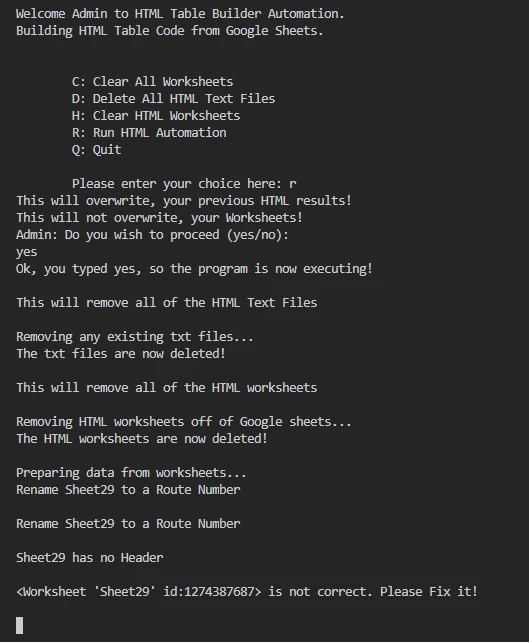 Welcome Admin to HTML Table Builder Automation.
Building HTML Table Code from Google Sheets.
C: Clear All Worksheets
D: Delete All HTML Text Files
H: Clear HTML Worksheets
R: Run HTML Automation
Q: Quit
Please enter your choice here: r
This will overwrite, your previous HTML results!
This will not overwrite, your Worksheets!
Admin: Do you wish to proceed (yes/no):
yes
Ok, you typed yes, so the program is now executing!
This will remove all of the HTML Text Files
Removing any existing txt files...
The txt files are now deleted!
This will remove all of the HTML worksheets
Removing HTML worksheets off of Google sheets...
The HTML worksheets are now deleted!
Preparing data from worksheets...
Rename Sheet29 to a Route Number
Rename Sheet29 to a Route Number
Sheet29 has no Header
<Worksheet 'Sheet29' id:1274387687> is not correct. Please Fix it!